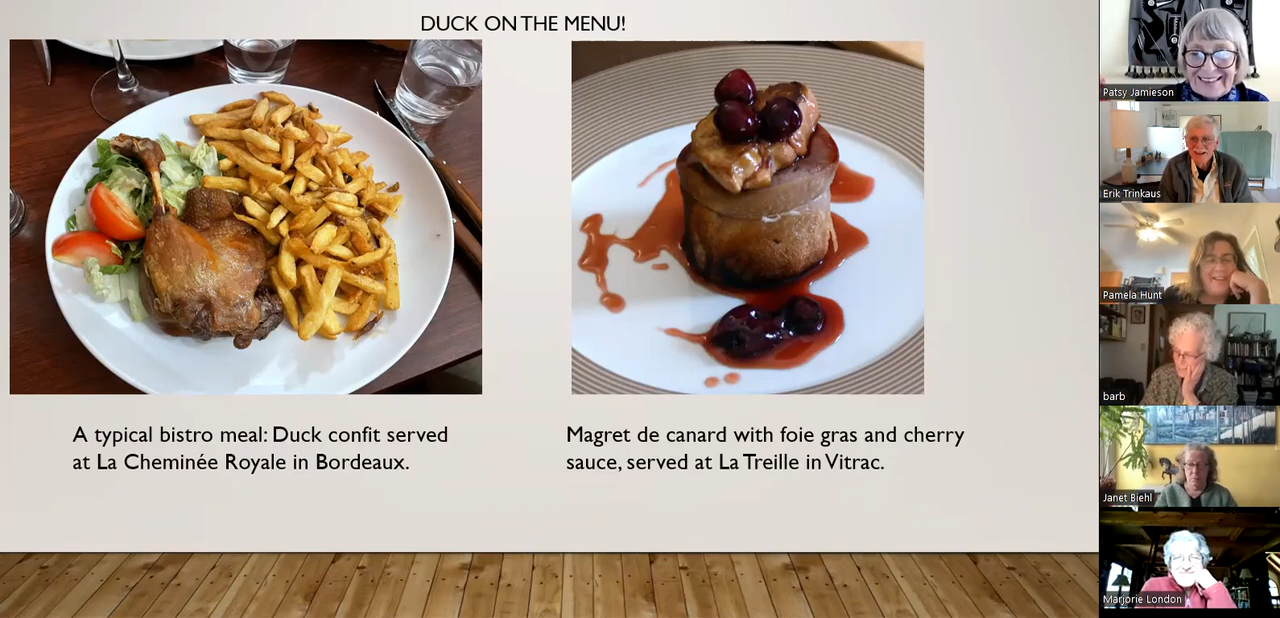 DUCK ON THE MENU!
A typical bistro meal: Duck confit served
at La Cheminée Royale in Bordeaux.
Magret de canard with foie gras and cherry
sauce, served at La Treille in Vitrac.
Patsy Jamieson
Erik Trinkaus
Pamela Hunt
barb
Janet Biehl
Marjorie London